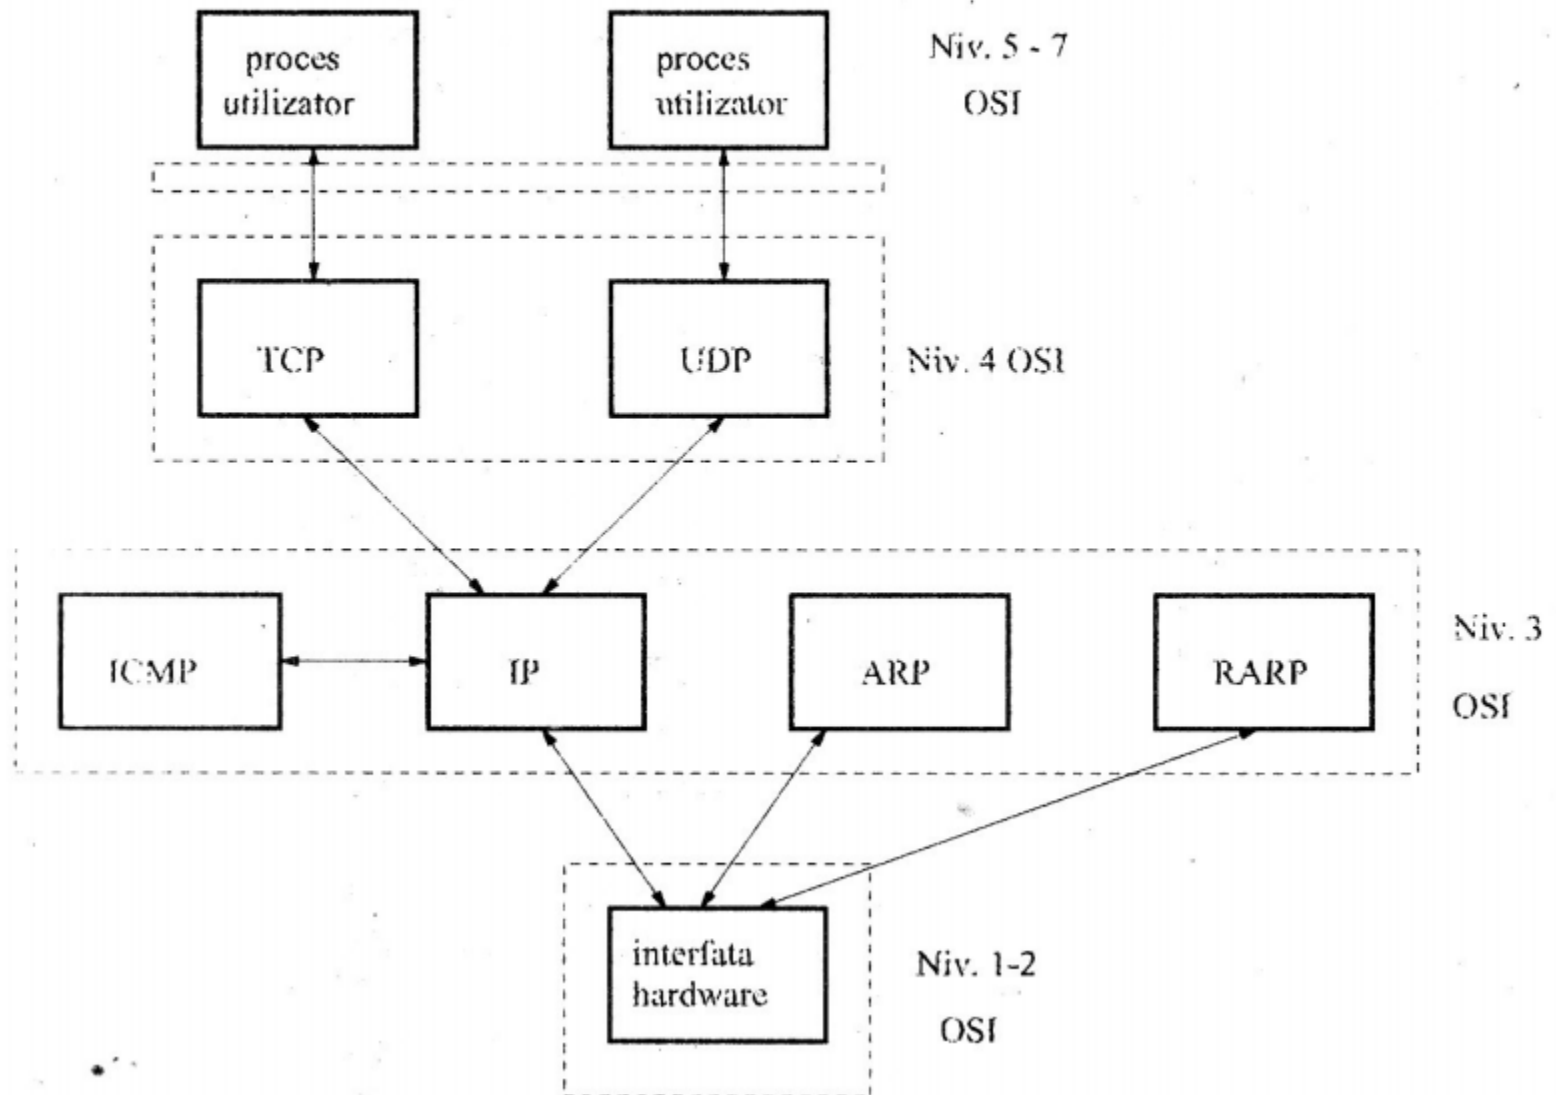 proces
utilizator
proces
utilizator
Niv. 5 - 7
OSI
TCP
UDP
Niv. 4 OSI
ICMP
IP
ARP
RARP
Niv. 3
OSI
interfata
hardware
Niv. 1-2
OSI